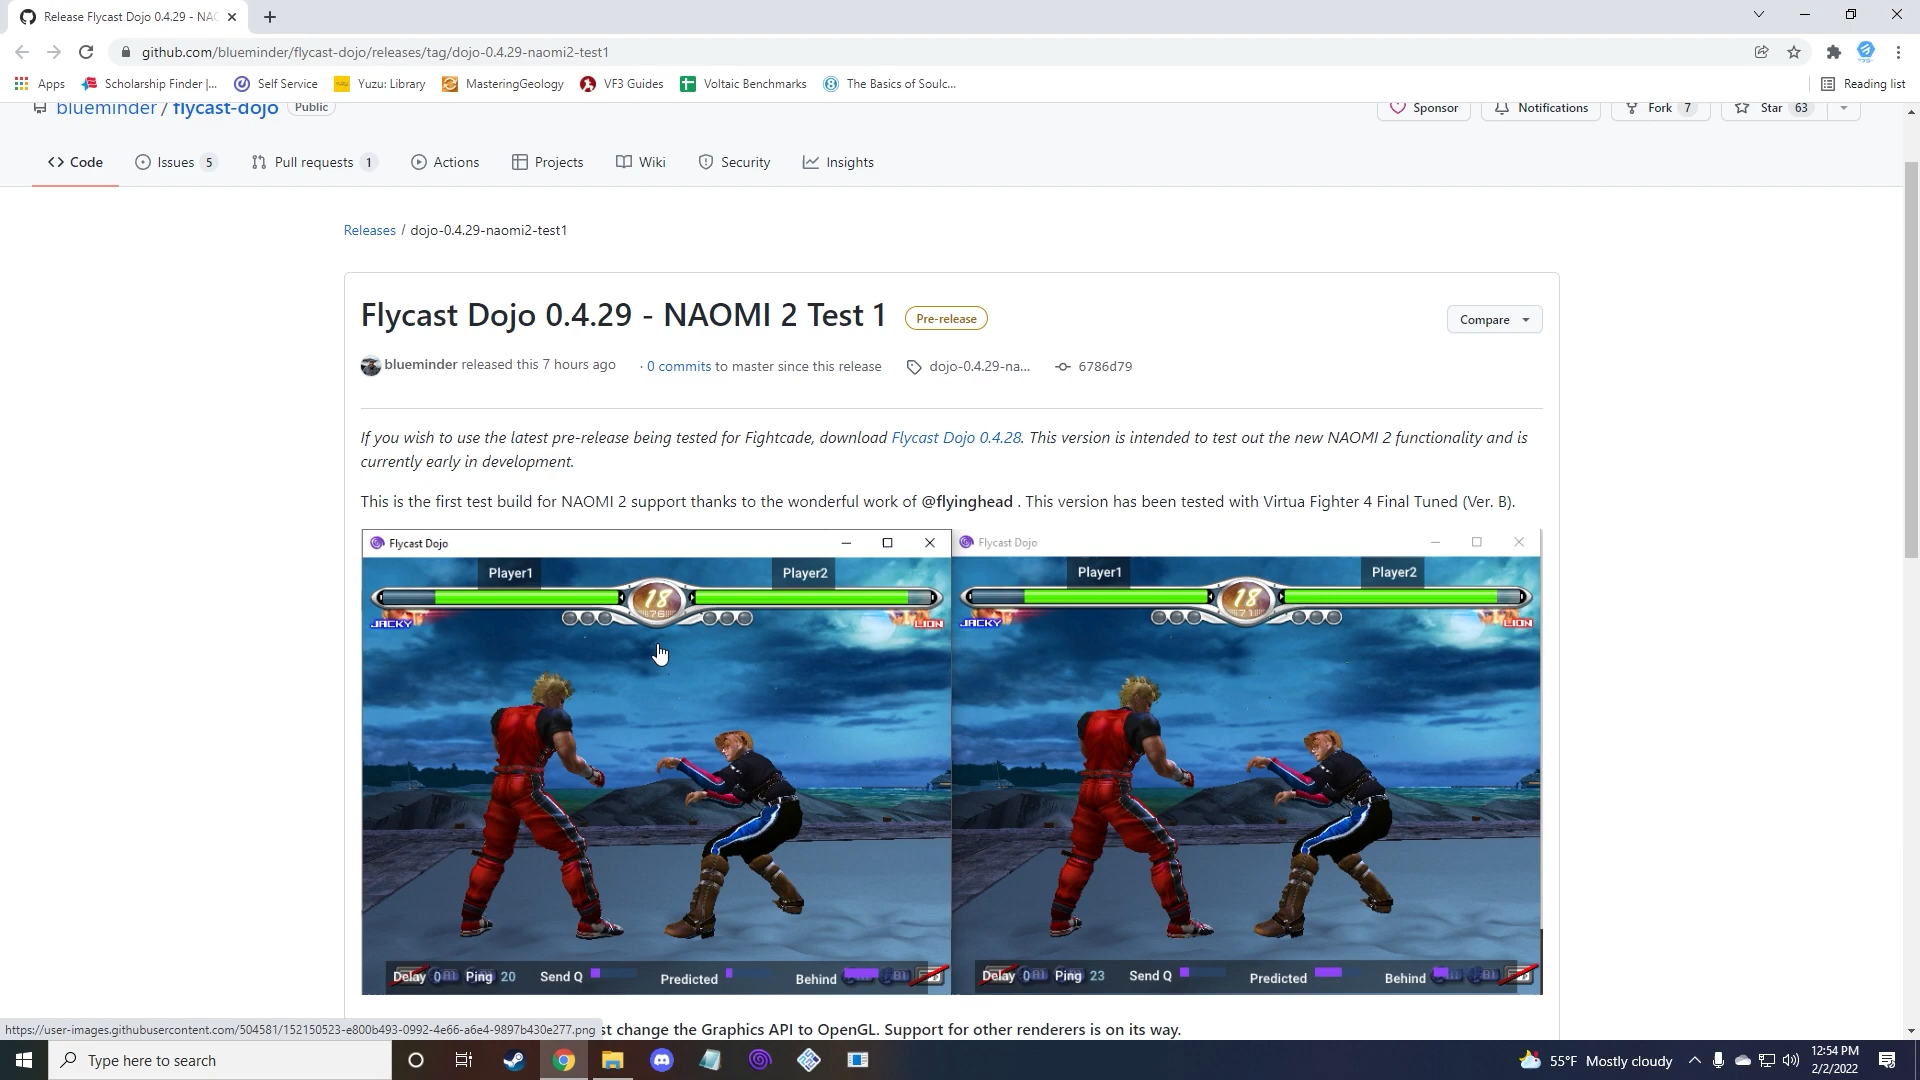 Release Flycast Dojo 0.4.29 - NAO
github.com/blueminder/flycast-dojo/releases/tag/dojo-0.4.29-naomi2-test1
Apps Scholarship Finder |... Self Service Yuzu: Library MasteringGeology VF3 Guides Voltaic Benchmarks The Basics of Soulc... Reading list
blueminder / flycast-dojo Public Sponsor Notifications Fork 7 Star 63
Code Issues 5 Pull requests 1 Actions Projects Wiki Security Insights
Releases / dojo-0.4.29-naomi2-test1
Flycast Dojo 0.4.29 - NAOMI 2 Test 1 Pre-release Compare
blueminder released this 7 hours ago · 0 commits to master since this release dojo-0.4.29-na... 6786d79
If you wish to use the latest pre-release being tested for Fightcade, download Flycast Dojo 0.4.28. This version is intended to test out the new NAOMI 2 functionality and is
currently early in development.
This is the first test build for NAOMI 2 support thanks to the wonderful work of @flyinghead . This version has been tested with Virtua Fighter 4 Final Tuned (Ver. B).
Flycast Dojo Flycast Dojo
Player1 Player2 Player1 Player2
18 18
JACKY LION JACKY LION
Delay 0 Ping 20 Send Q Predicted Behind Delay 0 Ping 23 Send Q Predicted Behind
https://user-images.githubusercontent.com/504581/152150523-e800b493-0992-4e66-a6e4-9897b430e277.png st change the Graphics API to OpenGL. Support for other renderers is on its way.
Type here to search 55°F Mostly cloudy 12:54 PM
2/2/2022